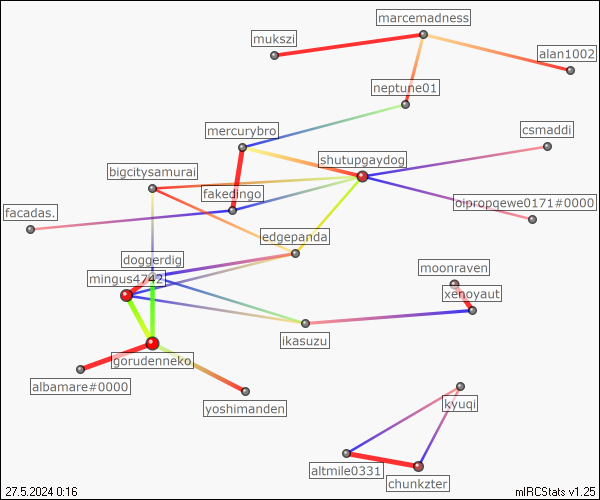 marcemadness
mukszi
alan1002
neptune01
mercurybro
csmaddi
shutupgaydog
bigcitysamurai
fakedingo
oipropqewe0171#0000
facadas.
edgepanda
doggerdig
moonraven
mingus4742
xenoyaut
ikasuzu
gorudenneko
albamare#0000
yoshimanden
kyuqi
altmile0331
chunkzter
27.5.2024 0:16
mIRCStats v1.25